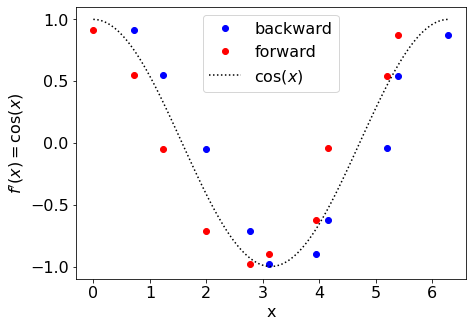 backward
forward
cos(x)
f'(x) = cos(x)
1.0
0.5
0.0
−0.5
−1.0
0 1 2 3 4 5 6
x